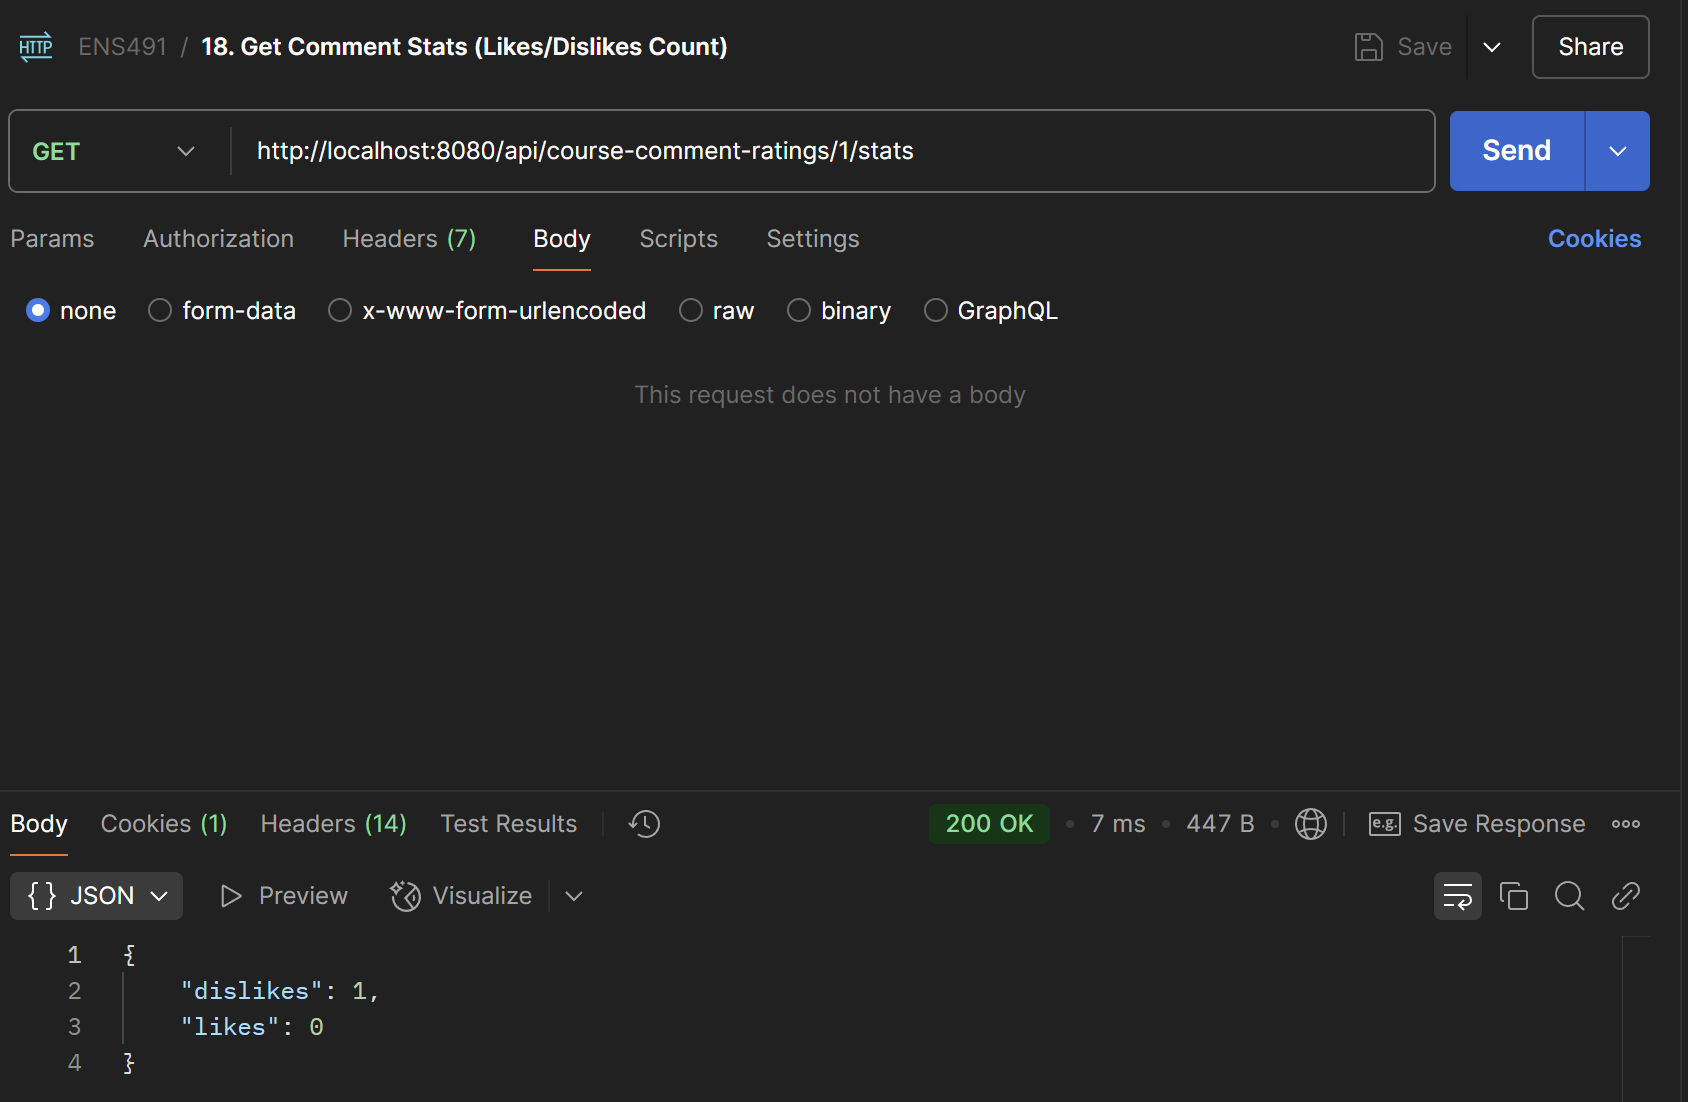 HTTP ENS491 / 18. Get Comment Stats (Likes/Dislikes Count) Save Share
GET http://localhost:8080/api/course-comment-ratings/1/stats Send
Params Authorization Headers (7) Body Scripts Settings Cookies
none form-data x-www-form-urlencoded raw binary GraphQL
This request does not have a body
Body Cookies (1) Headers (14) Test Results 200 OK • 7 ms • 447 B • e.g. Save Response
{} JSON Preview Visualize
1 {
2 "dislikes": 1,
3 "likes": 0
4 }